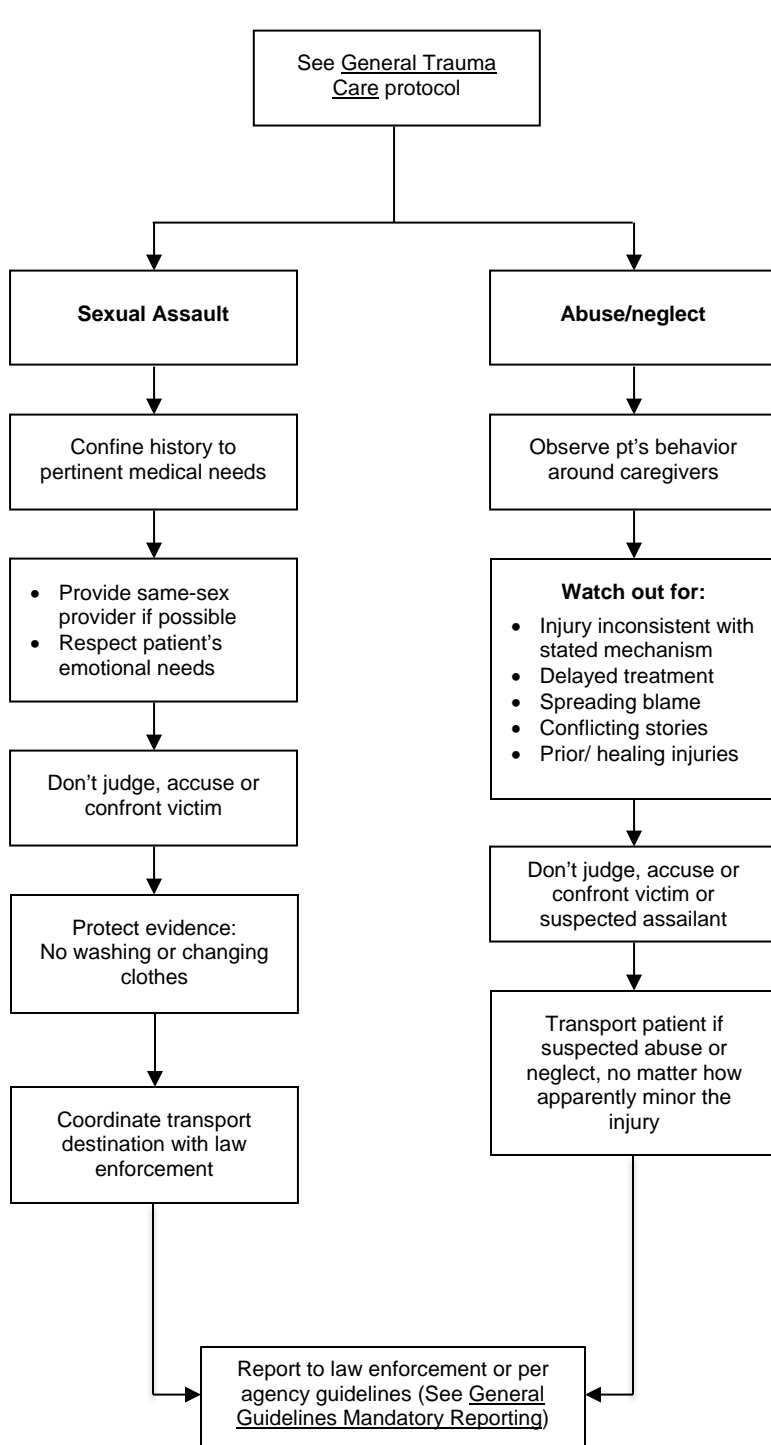 See General Trauma
Care protocol
Sexual Assault
Confine history to
pertinent medical needs
• Provide same-sex
provider if possible
• Respect patient's
emotional needs
Don't judge, accuse or
confront victim
Protect evidence:
No washing or changing
clothes
Coordinate transport
destination with law
enforcement
Abuse/neglect
Observe pt's behavior
around caregivers
Watch out for:
• Injury inconsistent with
stated mechanism
• Delayed treatment
• Spreading blame
• Conflicting stories
• Prior/ healing injuries
Don't judge, accuse or
confront victim or
suspected assailant
Transport patient if
suspected abuse or
neglect, no matter how
apparently minor the
injury
Report to law enforcement or per
agency guidelines (See General
Guidelines Mandatory Reporting)